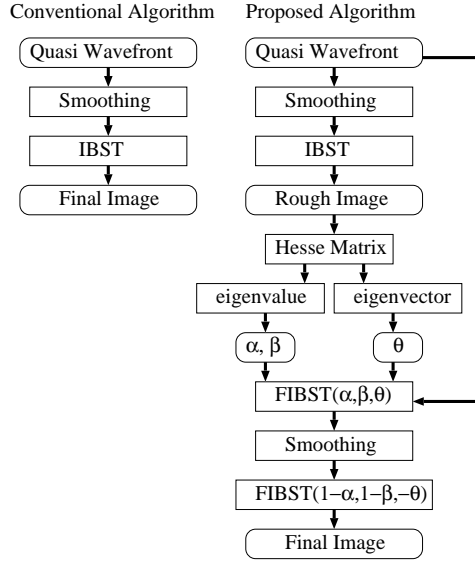 Conventional Algorithm
Quasi Wavefront
Smoothing
IBST
Final Image
Proposed Algorithm
Quasi Wavefront
Smoothing
IBST
Rough Image
Hesse Matrix
eigenvalue
eigenvector
α, β
θ
FIBST(α,β,θ)
Smoothing
FIBST(1−α,1−β,−θ)
Final Image